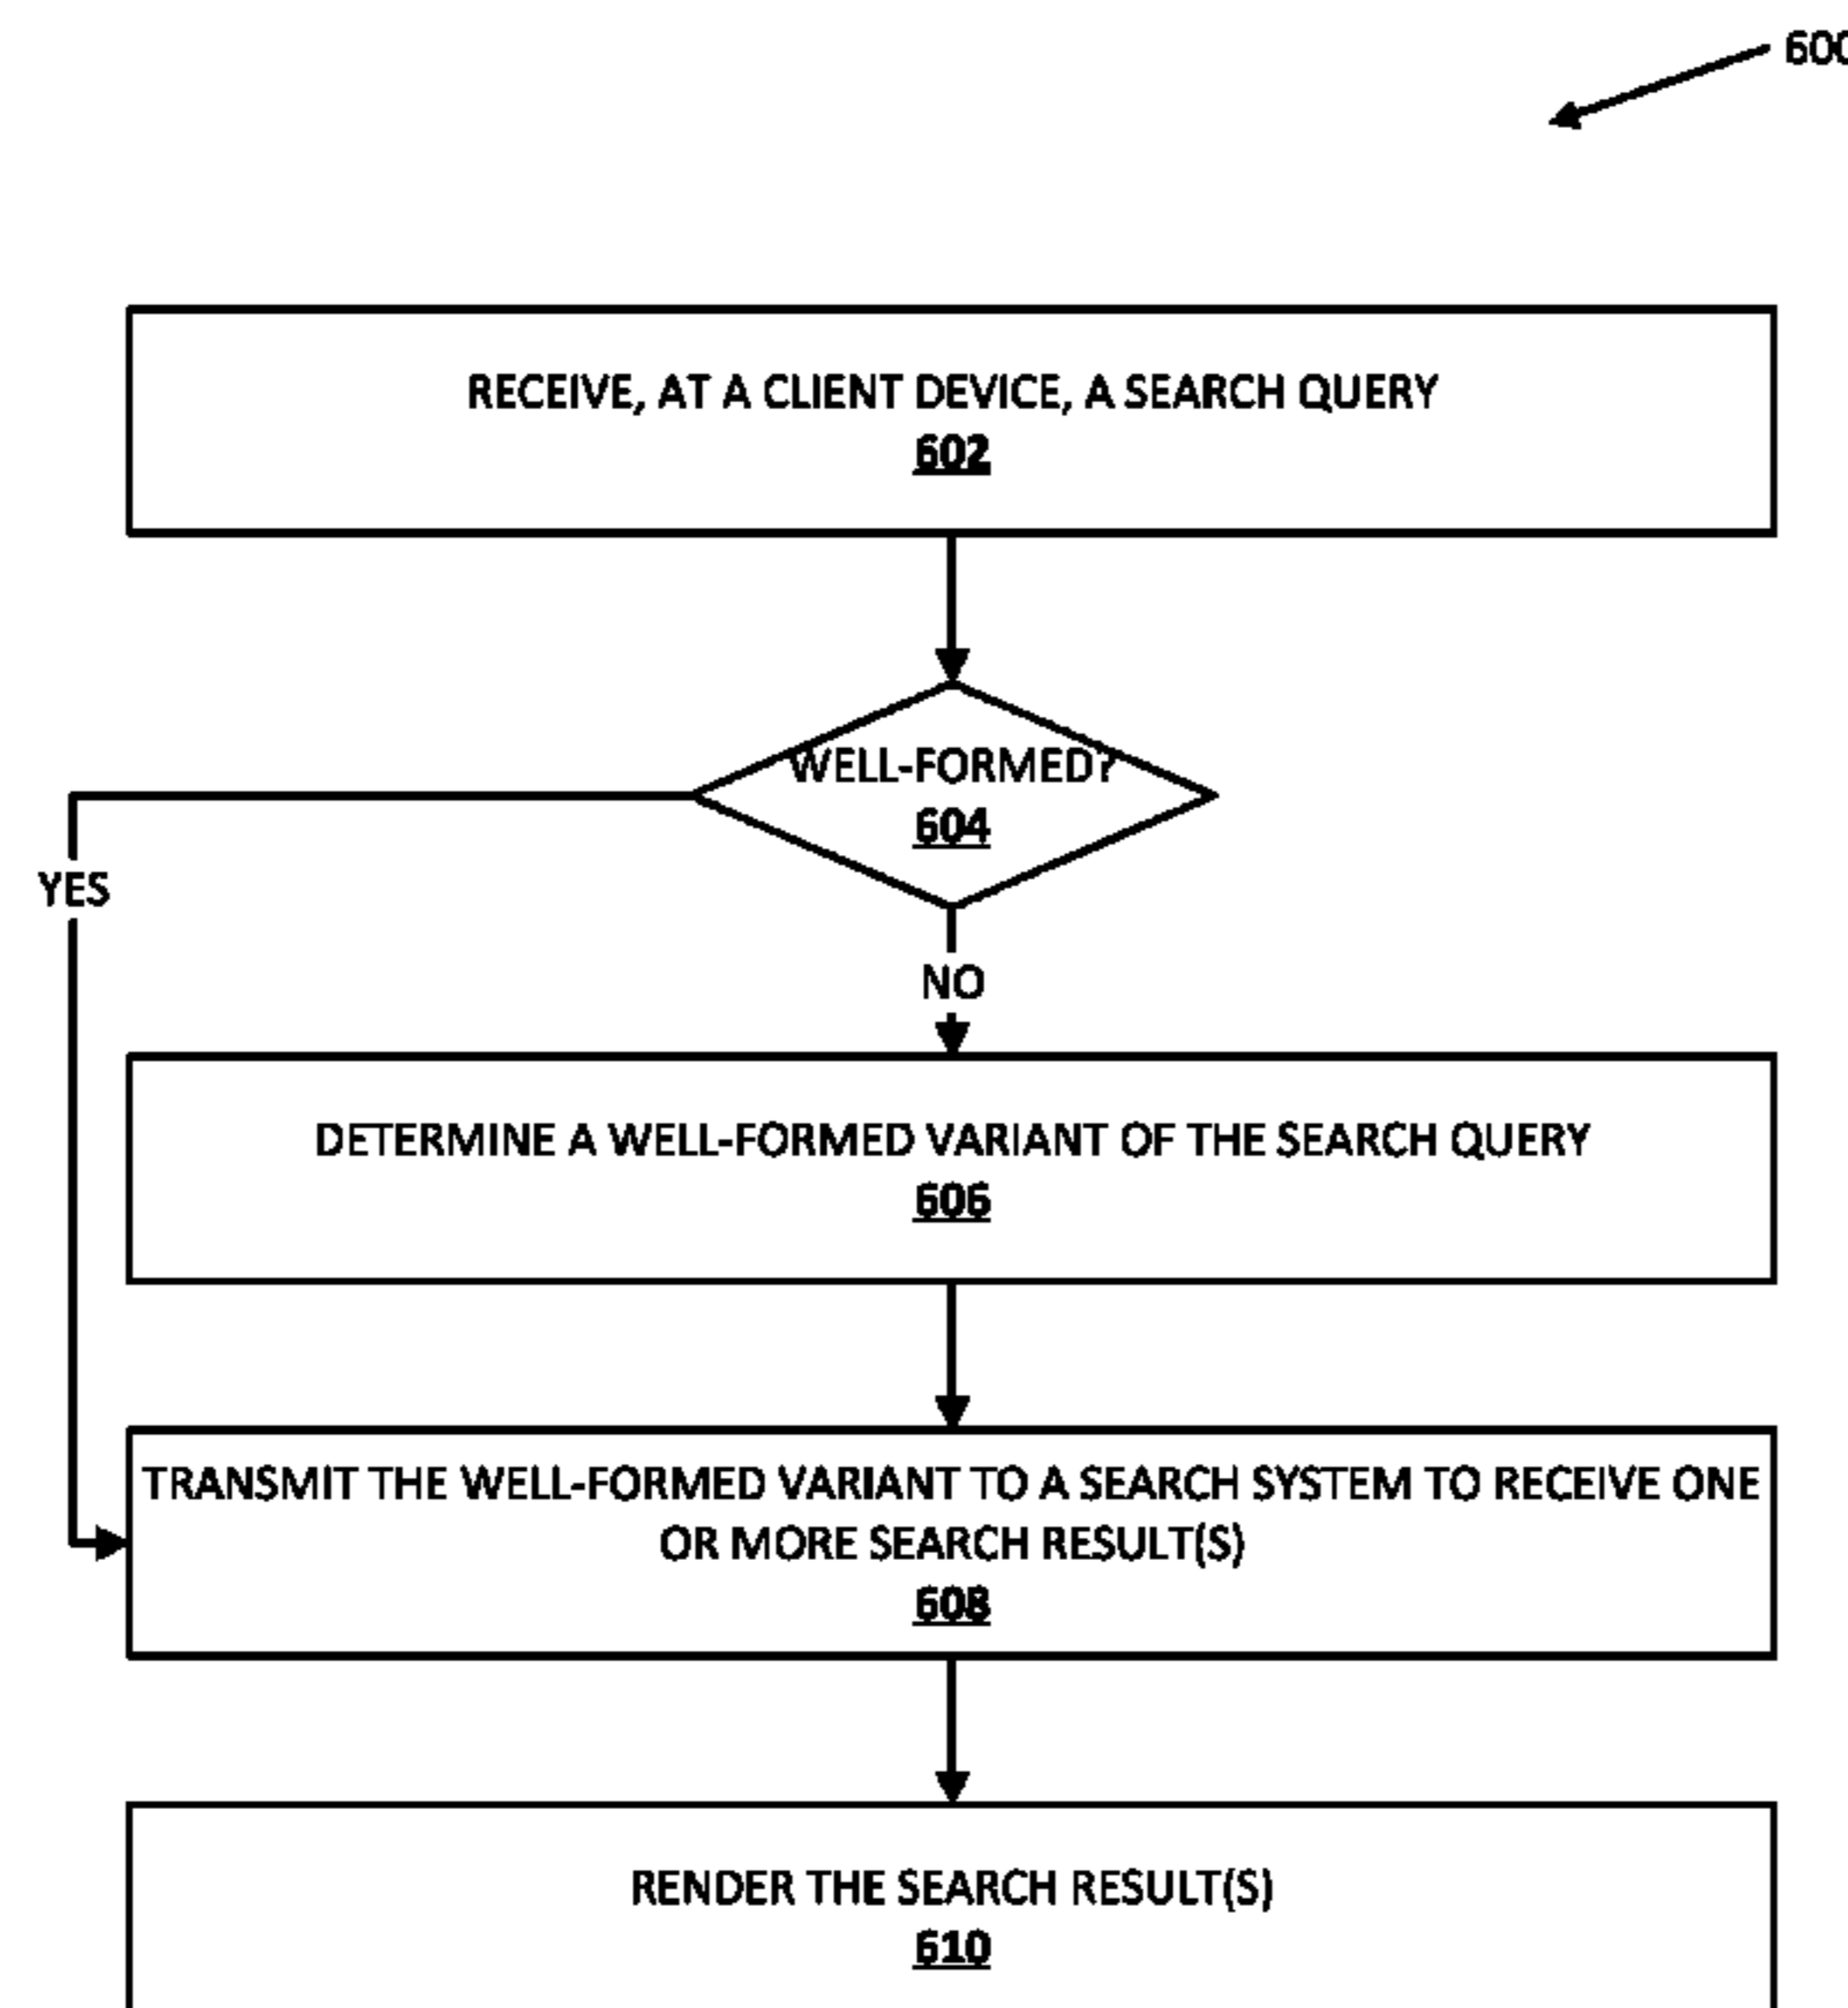 600
RECEIVE, AT A CLIENT DEVICE, A SEARCH QUERY
602
WELL-FORMED?
604
YES
NO
DETERMINE A WELL-FORMED VARIANT OF THE SEARCH QUERY
606
TRANSMIT THE WELL-FORMED VARIANT TO A SEARCH SYSTEM TO RECEIVE ONE
OR MORE SEARCH RESULT(S)
608
RENDER THE SEARCH RESULT(S)
610